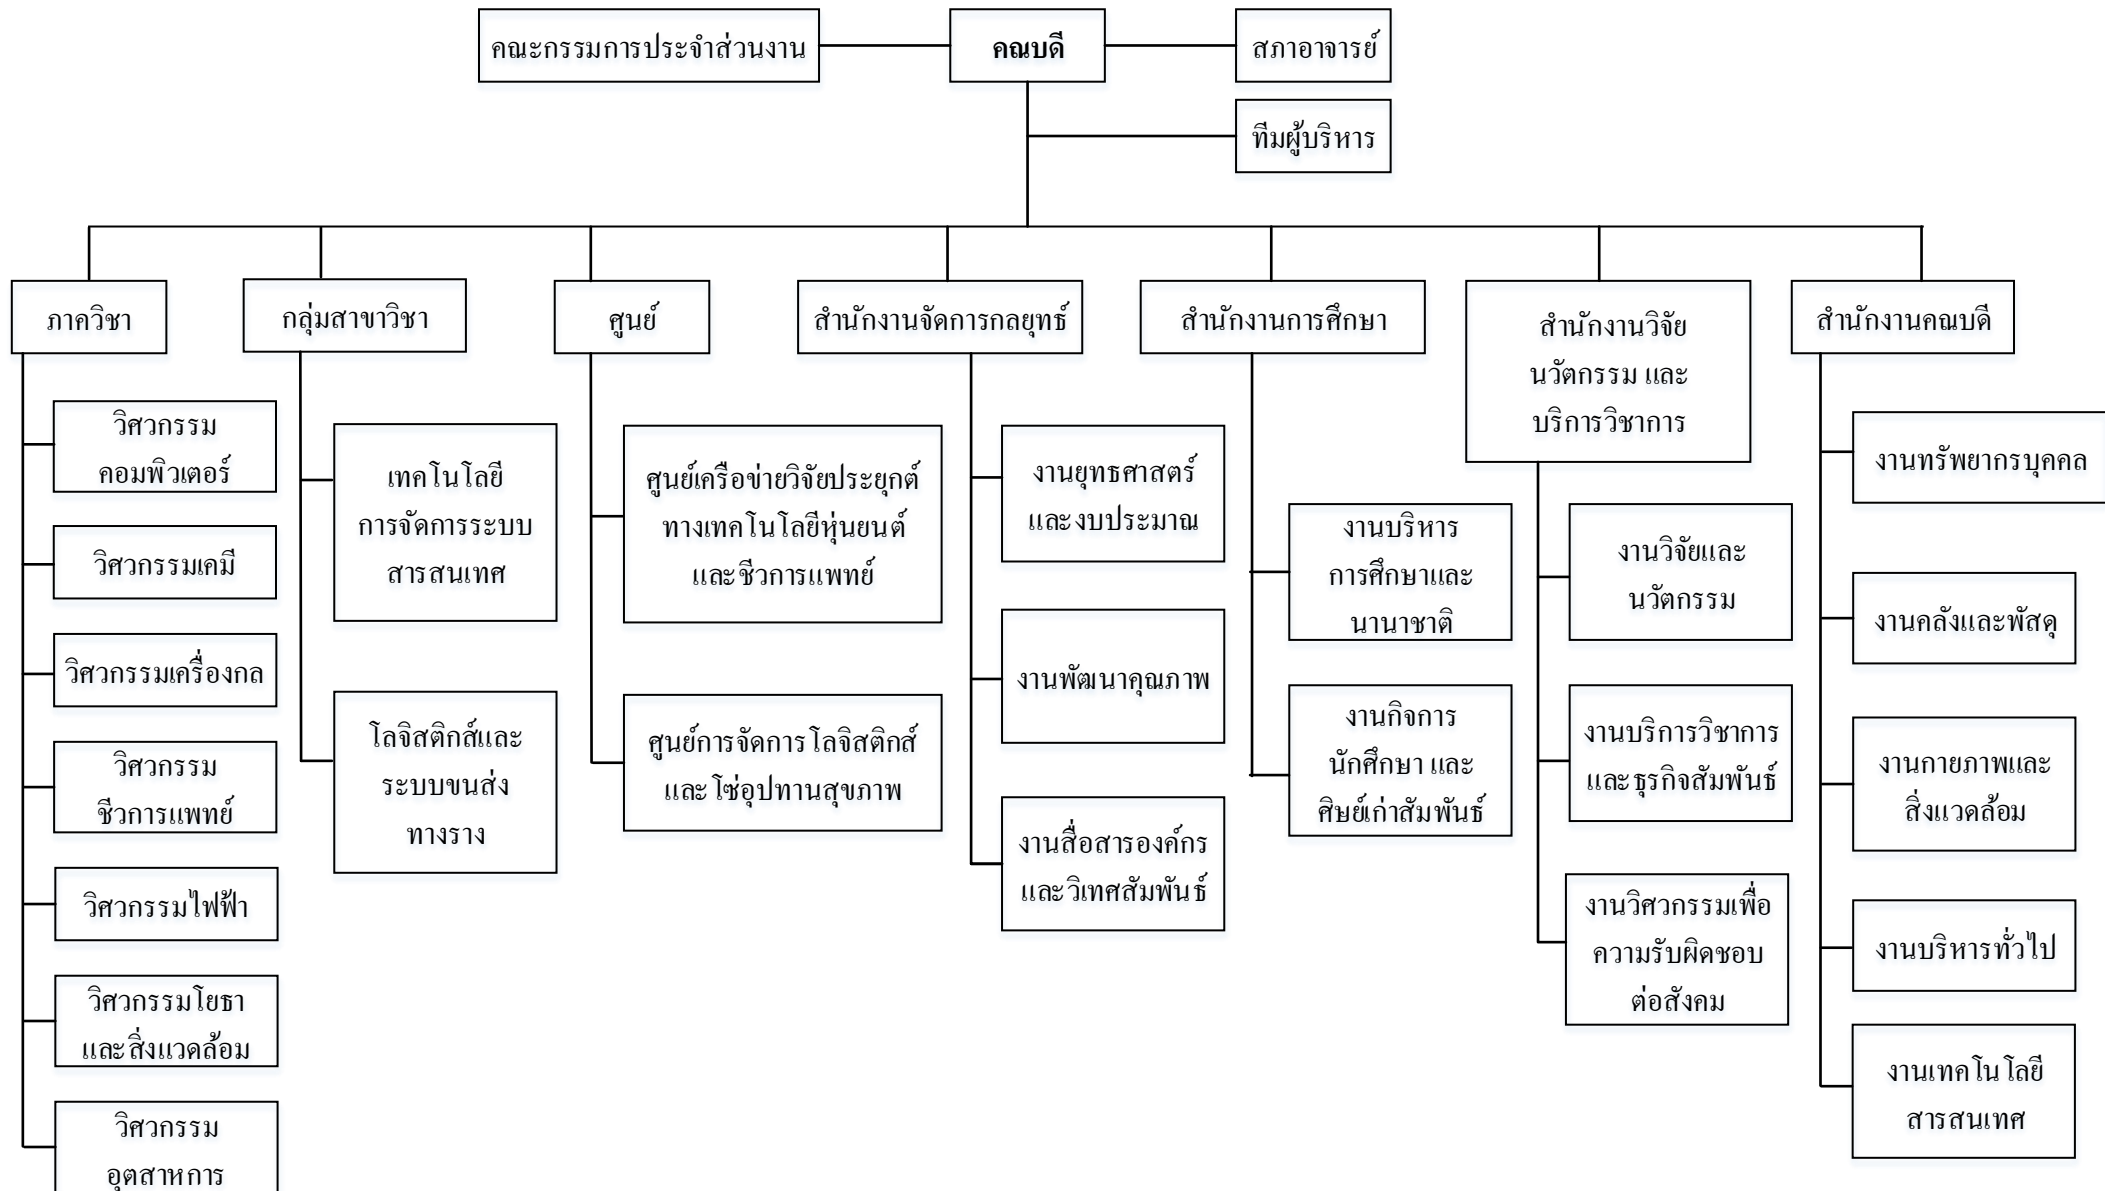 คณะกรรมการประจำส่วนงาน
คณบดี
สภาอาจารย์
ทีมผู้บริหาร
ภาควิชา
กลุ่มสาขาวิชา
ศูนย์
สำนักงานจัดการกลยุทธ์
สำนักงานการศึกษา
สำนักงานวิจัย
นวัตกรรม และ
บริการวิชาการ
สำนักงานคณบดี
วิศวกรรม
คอมพิวเตอร์
วิศวกรรมเคมี
วิศวกรรมเครื่องกล
วิศวกรรม
ชีวการแพทย์
วิศวกรรมไฟฟ้า
วิศวกรรมโยธา
และสิ่งแวดล้อม
วิศวกรรม
อุตสาหการ
เทคโนโลยี
การจัดการระบบ
สารสนเทศ
โลจิสติกส์และ
ระบบขนส่ง
ทางราง
ศูนย์เครือข่ายวิจัยประยุกต์
ทางเทคโนโลยีหุ่นยนต์
และชีวการแพทย์
ศูนย์การจัดการโลจิสติกส์
และโซ่อุปทานสุขภาพ
งานยุทธศาสตร์
และงบประมาณ
งานพัฒนาคุณภาพ
งานสื่อสารองค์กร
และวิเทศสัมพันธ์
งานบริหาร
การศึกษาและ
นานาชาติ
งานกิจการ
นักศึกษา และ
ศิษย์เก่าสัมพันธ์
งานวิจัยและ
นวัตกรรม
งานบริการวิชาการ
และธุรกิจสัมพันธ์
งานวิศวกรรมเพื่อ
ความรับผิดชอบ
ต่อสังคม
งานทรัพยากรบุคคล
งานคลังและพัสดุ
งานกายภาพและ
สิ่งแวดล้อม
งานบริหารทั่วไป
งานเทคโนโลยี
สารสนเทศ